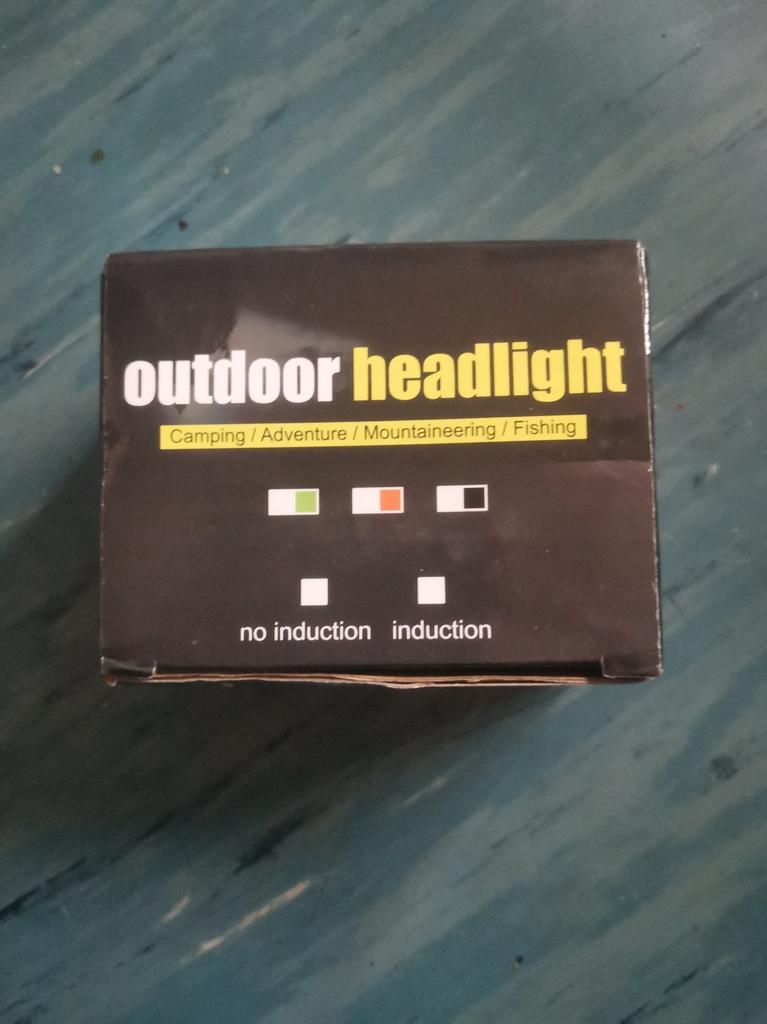 outdoor headlight
Camping / Adventure / Mountaineering / Fishing
no induction induction